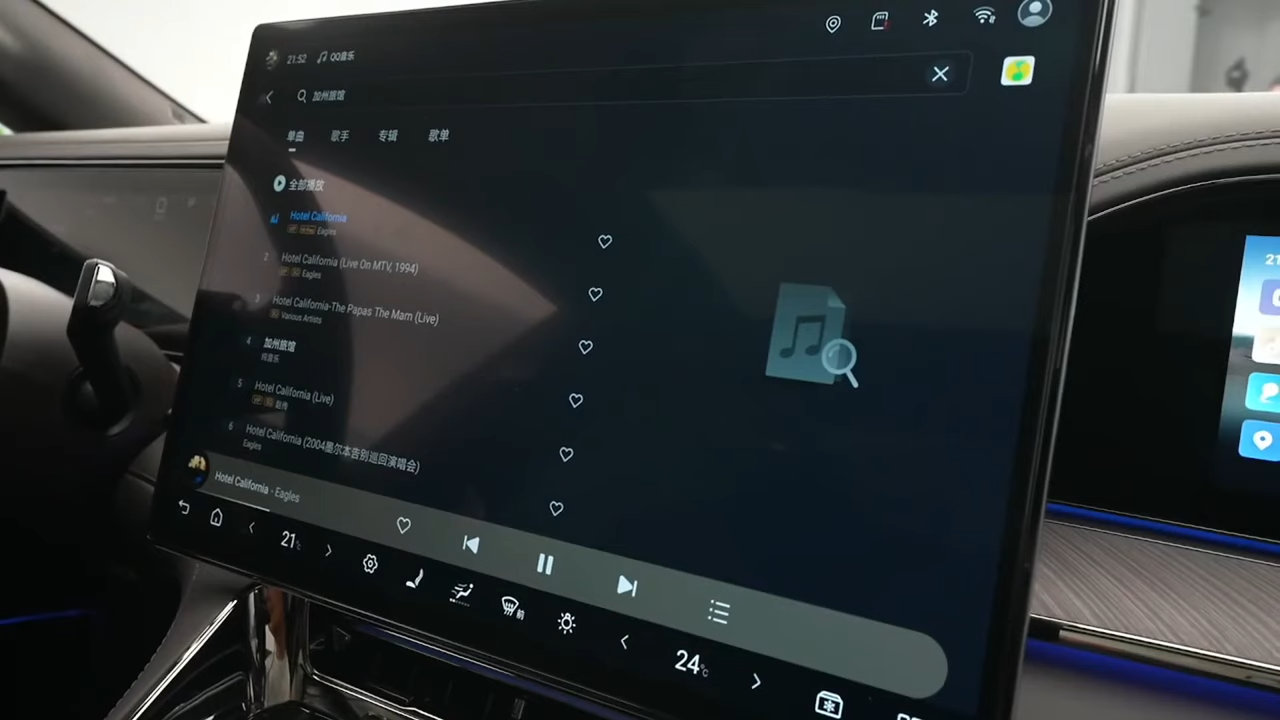 21:52 QQ音乐
加州旅馆
单曲 歌手 专辑 歌单
全部播放
Hotel California
Eagles
2 Hotel California (Live On MTV, 1994)
Eagles
3 Hotel California-The Papas The Mam (Live)
Various Artists
4 加州旅馆
5 Hotel California (Live)
6 Hotel California (2004墨尔本告别巡回演唱会)
Eagles
Hotel California - Eagles
21°C
前
24°C
21